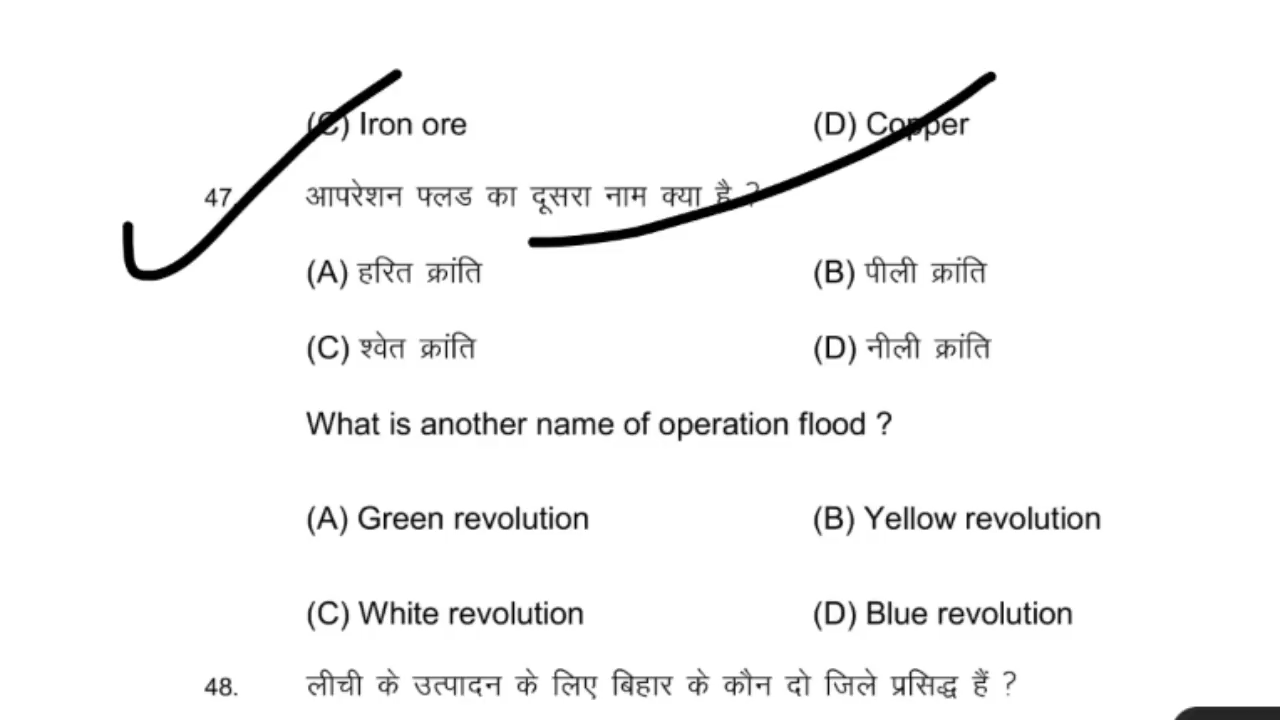 (C) Iron ore (D) Copper
47. आपरेशन फ्लड का दूसरा नाम क्या है ?
(A) हरित क्रांति (B) पीली क्रांति
(C) श्वेत क्रांति (D) नीली क्रांति
What is another name of operation flood ?
(A) Green revolution (B) Yellow revolution
(C) White revolution (D) Blue revolution
48. लीची के उत्पादन के लिए बिहार के कौन दो जिले प्रसिद्ध हैं ?